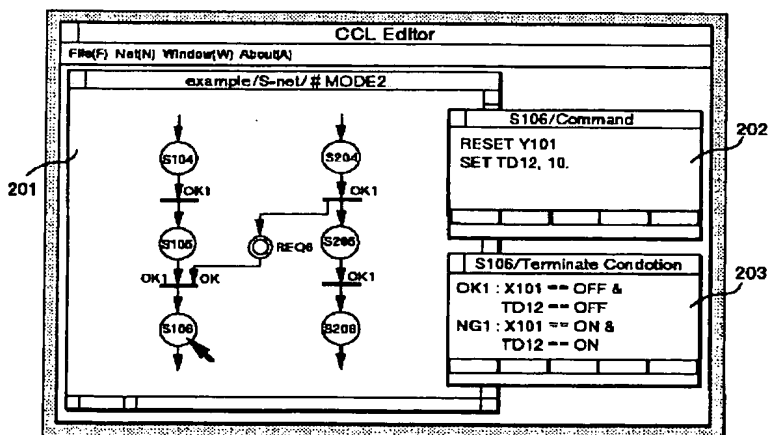 CCL Editor
File(F) Net(N) Window(W) About(A)
example/S-net/# MODE2
S104
S204
OK1
OK1
S105
REQ6
S205
OK1
OK
OK1
S106
S206
S106/Command
RESET Y101
SET TD12, 10.
S106/Terminate Condotion
OK1 : X101 == OFF &
TD12 == OFF
NG1 : X101 == ON &
TD12 == ON
201
202
203